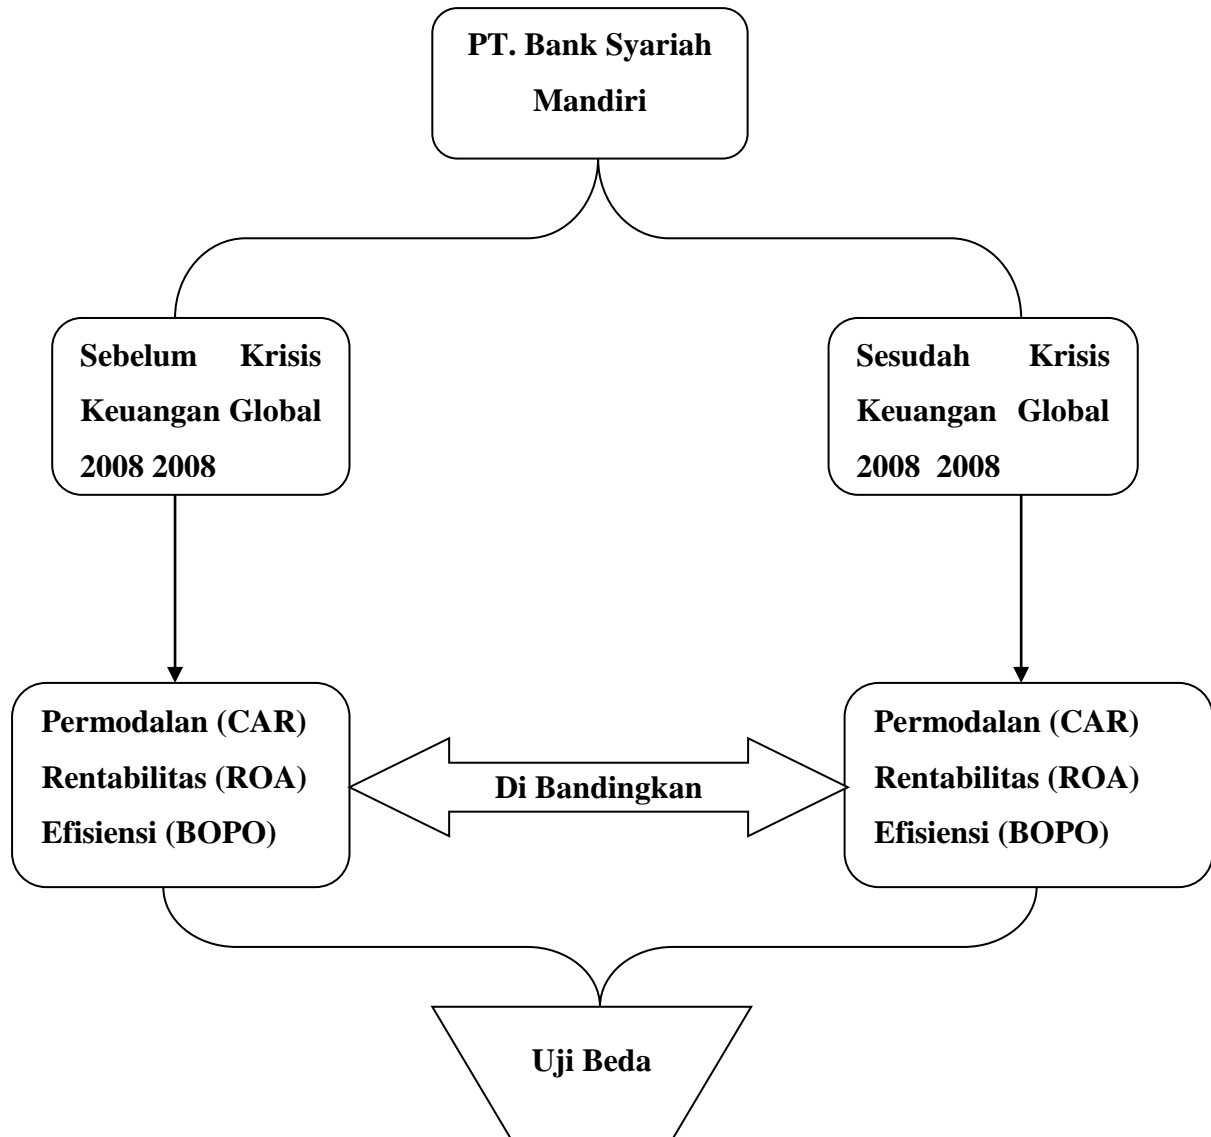 PT. Bank Syariah
Mandiri
Sebelum Krisis
Keuangan Global
2008 2008
Sesudah Krisis
Keuangan Global
2008 2008
Permodalan (CAR)
Rentabilitas (ROA)
Efisiensi (BOPO)
Di Bandingkan
Permodalan (CAR)
Rentabilitas (ROA)
Efisiensi (BOPO)
Uji Beda